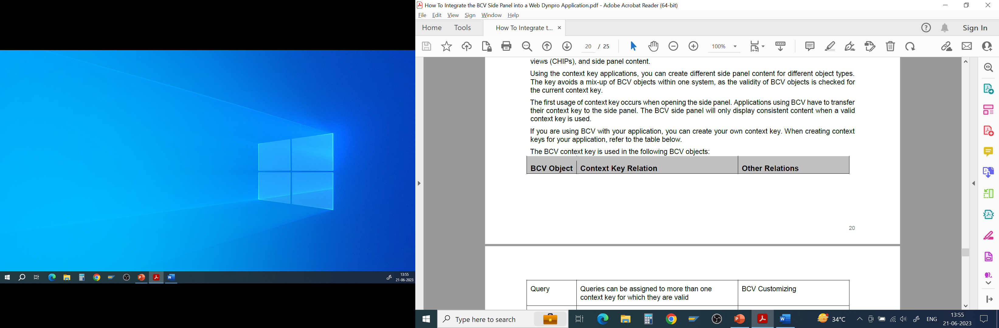 13:55
21-06-2023
How To Integrate the BCV Side Panel into a Web Dynpro Application.pdf - Adobe Acrobat Reader (64-bit)
File Edit View Sign Window Help
Home Tools How To Integrate t... × Sign In
20 / 25 100%
views (CHIPs), and side panel content.
Using the context key applications, you can create different side panel content for different object types.
The key avoids a mix-up of BCV objects within one system, as the validity of BCV objects is checked for
the current context key.
The first usage of context key occurs when opening the side panel. Applications using BCV have to transfer
their context key to the side panel. The BCV side panel will only display consistent content when a valid
context key is used.
If you are using BCV with your application, you can create your own context key. When creating context
keys for your application, refer to the table below.
The BCV context key is used in the following BCV objects:
BCV Object Context Key Relation Other Relations
20
Query Queries can be assigned to more than one BCV Customizing
context key for which they are valid
Type here to search 34°C ENG 13:55
21-06-2023